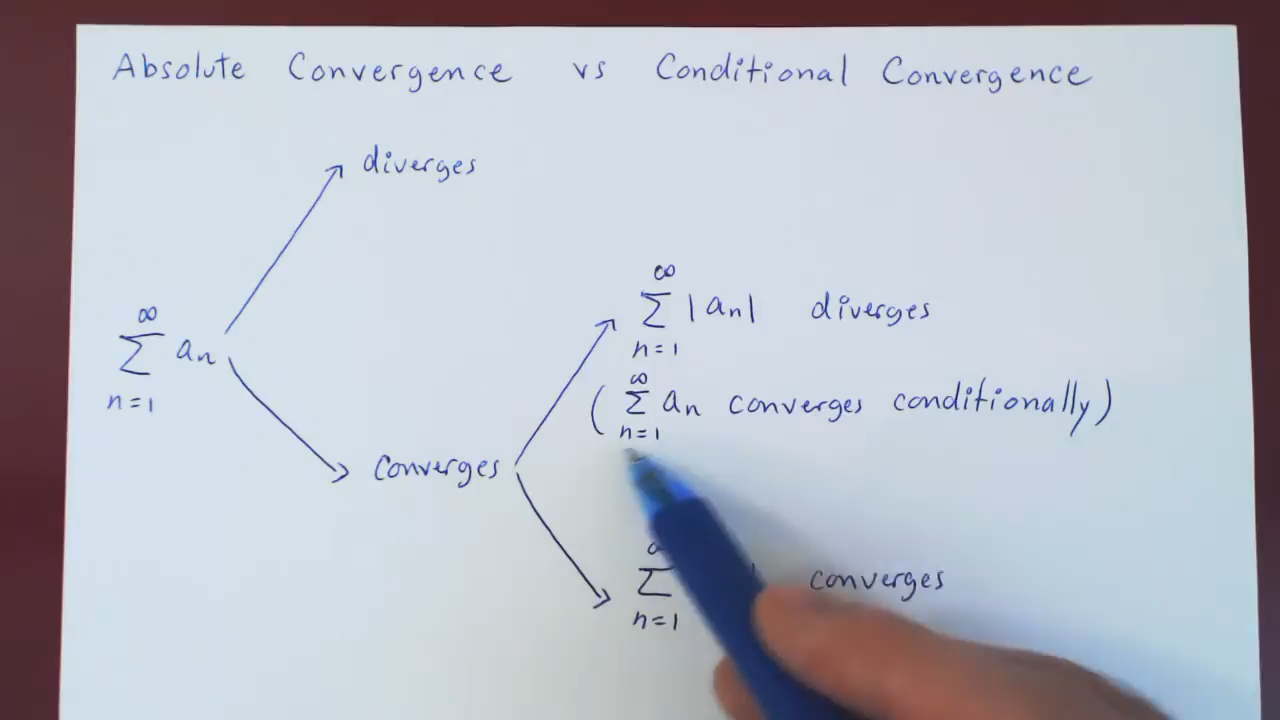 Absolute Convergence vs Conditional Convergence
diverges
∞
∑ an
n=1
converges
∞
∑ |an| diverges
n=1
∞
( ∑ an converges conditionally)
n=1
∑ converges
n=1